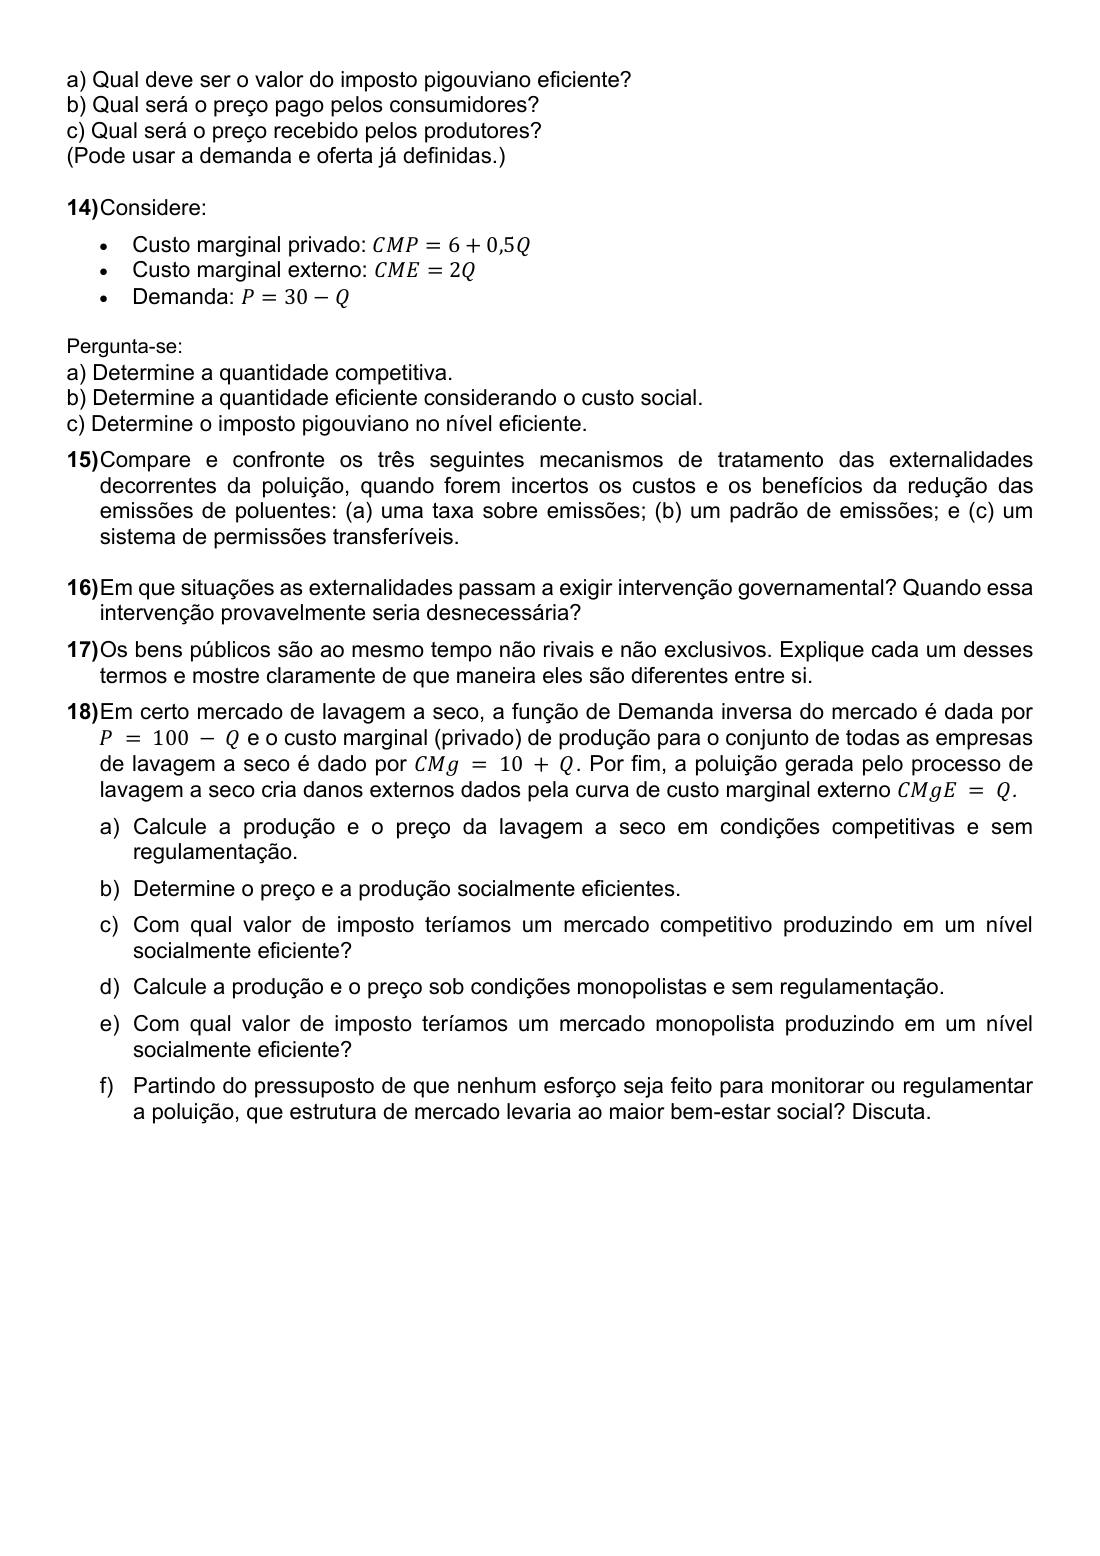 a) Qual deve ser o valor do imposto pigouviano eficiente?
b) Qual será o preço pago pelos consumidores?
c) Qual será o preço recebido pelos produtores?
(Pode usar a demanda e oferta já definidas.)
14)Considere:
• Custo marginal privado: CMP = 6 + 0,5Q
• Custo marginal externo: CME = 2Q
• Demanda: P = 30 − Q
Pergunta-se:
a) Determine a quantidade competitiva.
b) Determine a quantidade eficiente considerando o custo social.
c) Determine o imposto pigouviano no nível eficiente.
15)Compare e confronte os três seguintes mecanismos de tratamento das externalidades
decorrentes da poluição, quando forem incertos os custos e os benefícios da redução das
emissões de poluentes: (a) uma taxa sobre emissões; (b) um padrão de emissões; e (c) um
sistema de permissões transferíveis.
16)Em que situações as externalidades passam a exigir intervenção governamental? Quando essa
intervenção provavelmente seria desnecessária?
17)Os bens públicos são ao mesmo tempo não rivais e não exclusivos. Explique cada um desses
termos e mostre claramente de que maneira eles são diferentes entre si.
18)Em certo mercado de lavagem a seco, a função de Demanda inversa do mercado é dada por
P = 100 − Q e o custo marginal (privado) de produção para o conjunto de todas as empresas
de lavagem a seco é dado por CMg = 10 + Q. Por fim, a poluição gerada pelo processo de
lavagem a seco cria danos externos dados pela curva de custo marginal externo CMgE = Q.
a) Calcule a produção e o preço da lavagem a seco em condições competitivas e sem
regulamentação.
b) Determine o preço e a produção socialmente eficientes.
c) Com qual valor de imposto teríamos um mercado competitivo produzindo em um nível
socialmente eficiente?
d) Calcule a produção e o preço sob condições monopolistas e sem regulamentação.
e) Com qual valor de imposto teríamos um mercado monopolista produzindo em um nível
socialmente eficiente?
f) Partindo do pressuposto de que nenhum esforço seja feito para monitorar ou regulamentar
a poluição, que estrutura de mercado levaria ao maior bem-estar social? Discuta.